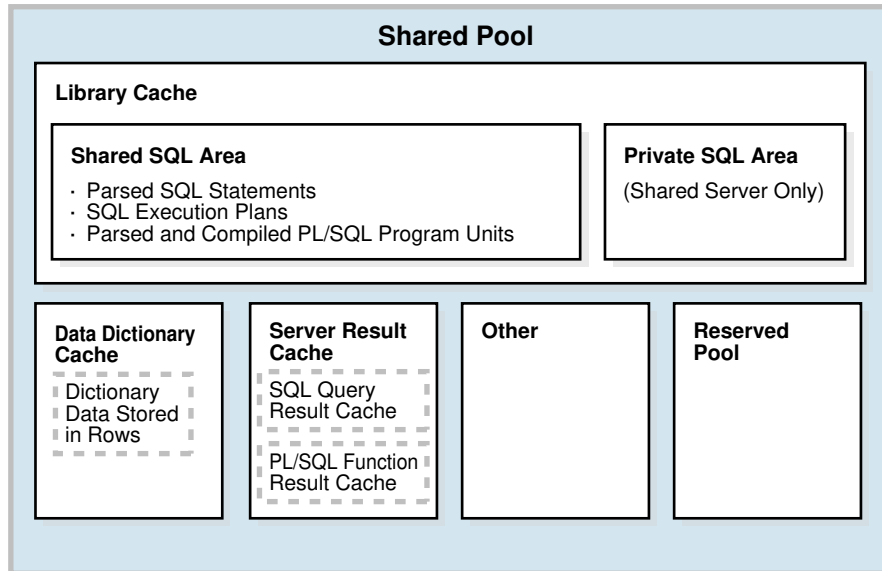 Shared Pool
Library Cache
Shared SQL Area
· Parsed SQL Statements
· SQL Execution Plans
· Parsed and Compiled PL/SQL Program Units
Private SQL Area
(Shared Server Only)
Data Dictionary
Cache
Dictionary
Data Stored
in Rows
Server Result
Cache
SQL Query
Result Cache
PL/SQL Function
Result Cache
Other
Reserved
Pool